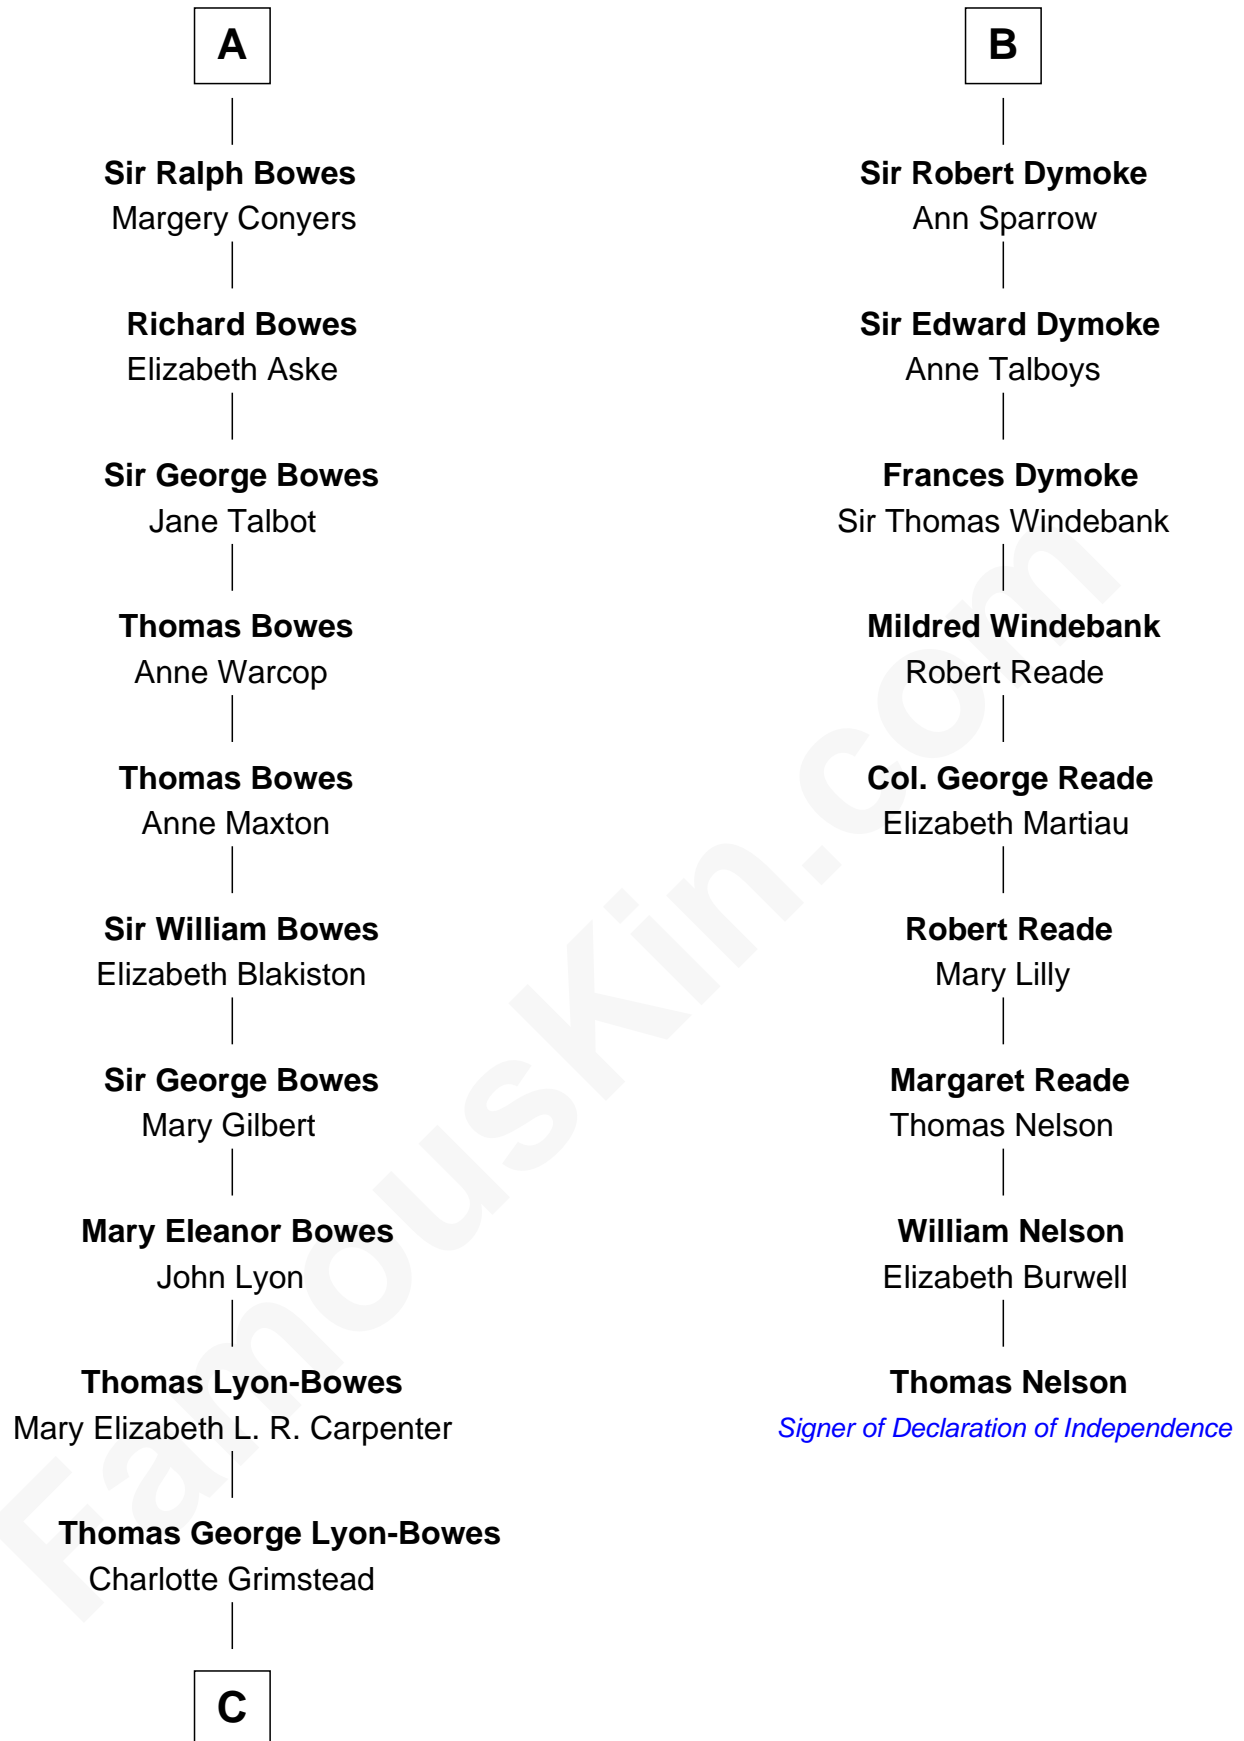 A
Sir Ralph Bowes
Margery Conyers
Richard Bowes
Elizabeth Aske
Sir George Bowes
Jane Talbot
Thomas Bowes
Anne Warcop
Thomas Bowes
Anne Maxton
Sir William Bowes
Elizabeth Blakiston
Sir George Bowes
Mary Gilbert
Mary Eleanor Bowes
John Lyon
Thomas Lyon-Bowes
Mary Elizabeth L. R. Carpenter
Thomas George Lyon-Bowes
Charlotte Grimstead
C
B
Sir Robert Dymoke
Ann Sparrow
Sir Edward Dymoke
Anne Talboys
Frances Dymoke
Sir Thomas Windebank
Mildred Windebank
Robert Reade
Col. George Reade
Elizabeth Martiau
Robert Reade
Mary Lilly
Margaret Reade
Thomas Nelson
William Nelson
Elizabeth Burwell
Thomas Nelson
Signer of Declaration of Independence
FamousKin.com